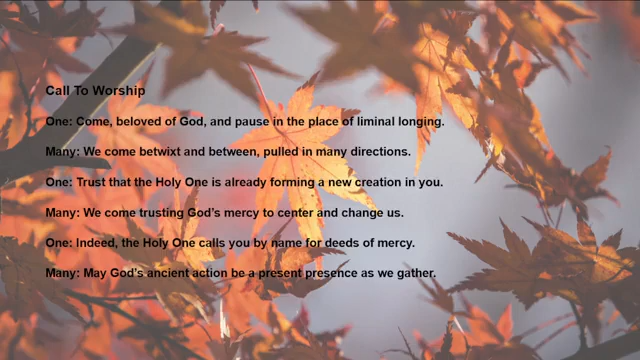 Call To Worship
One: Come, beloved of God, and pause in the place of liminal longing.
Many: We come betwixt and between, pulled in many directions.
One: Trust that the Holy One is already forming a new creation in you.
Many: We come trusting God's mercy to center and change us.
One: Indeed, the Holy One calls you by name for deeds of mercy.
Many: May God's ancient action be a present presence as we gather.